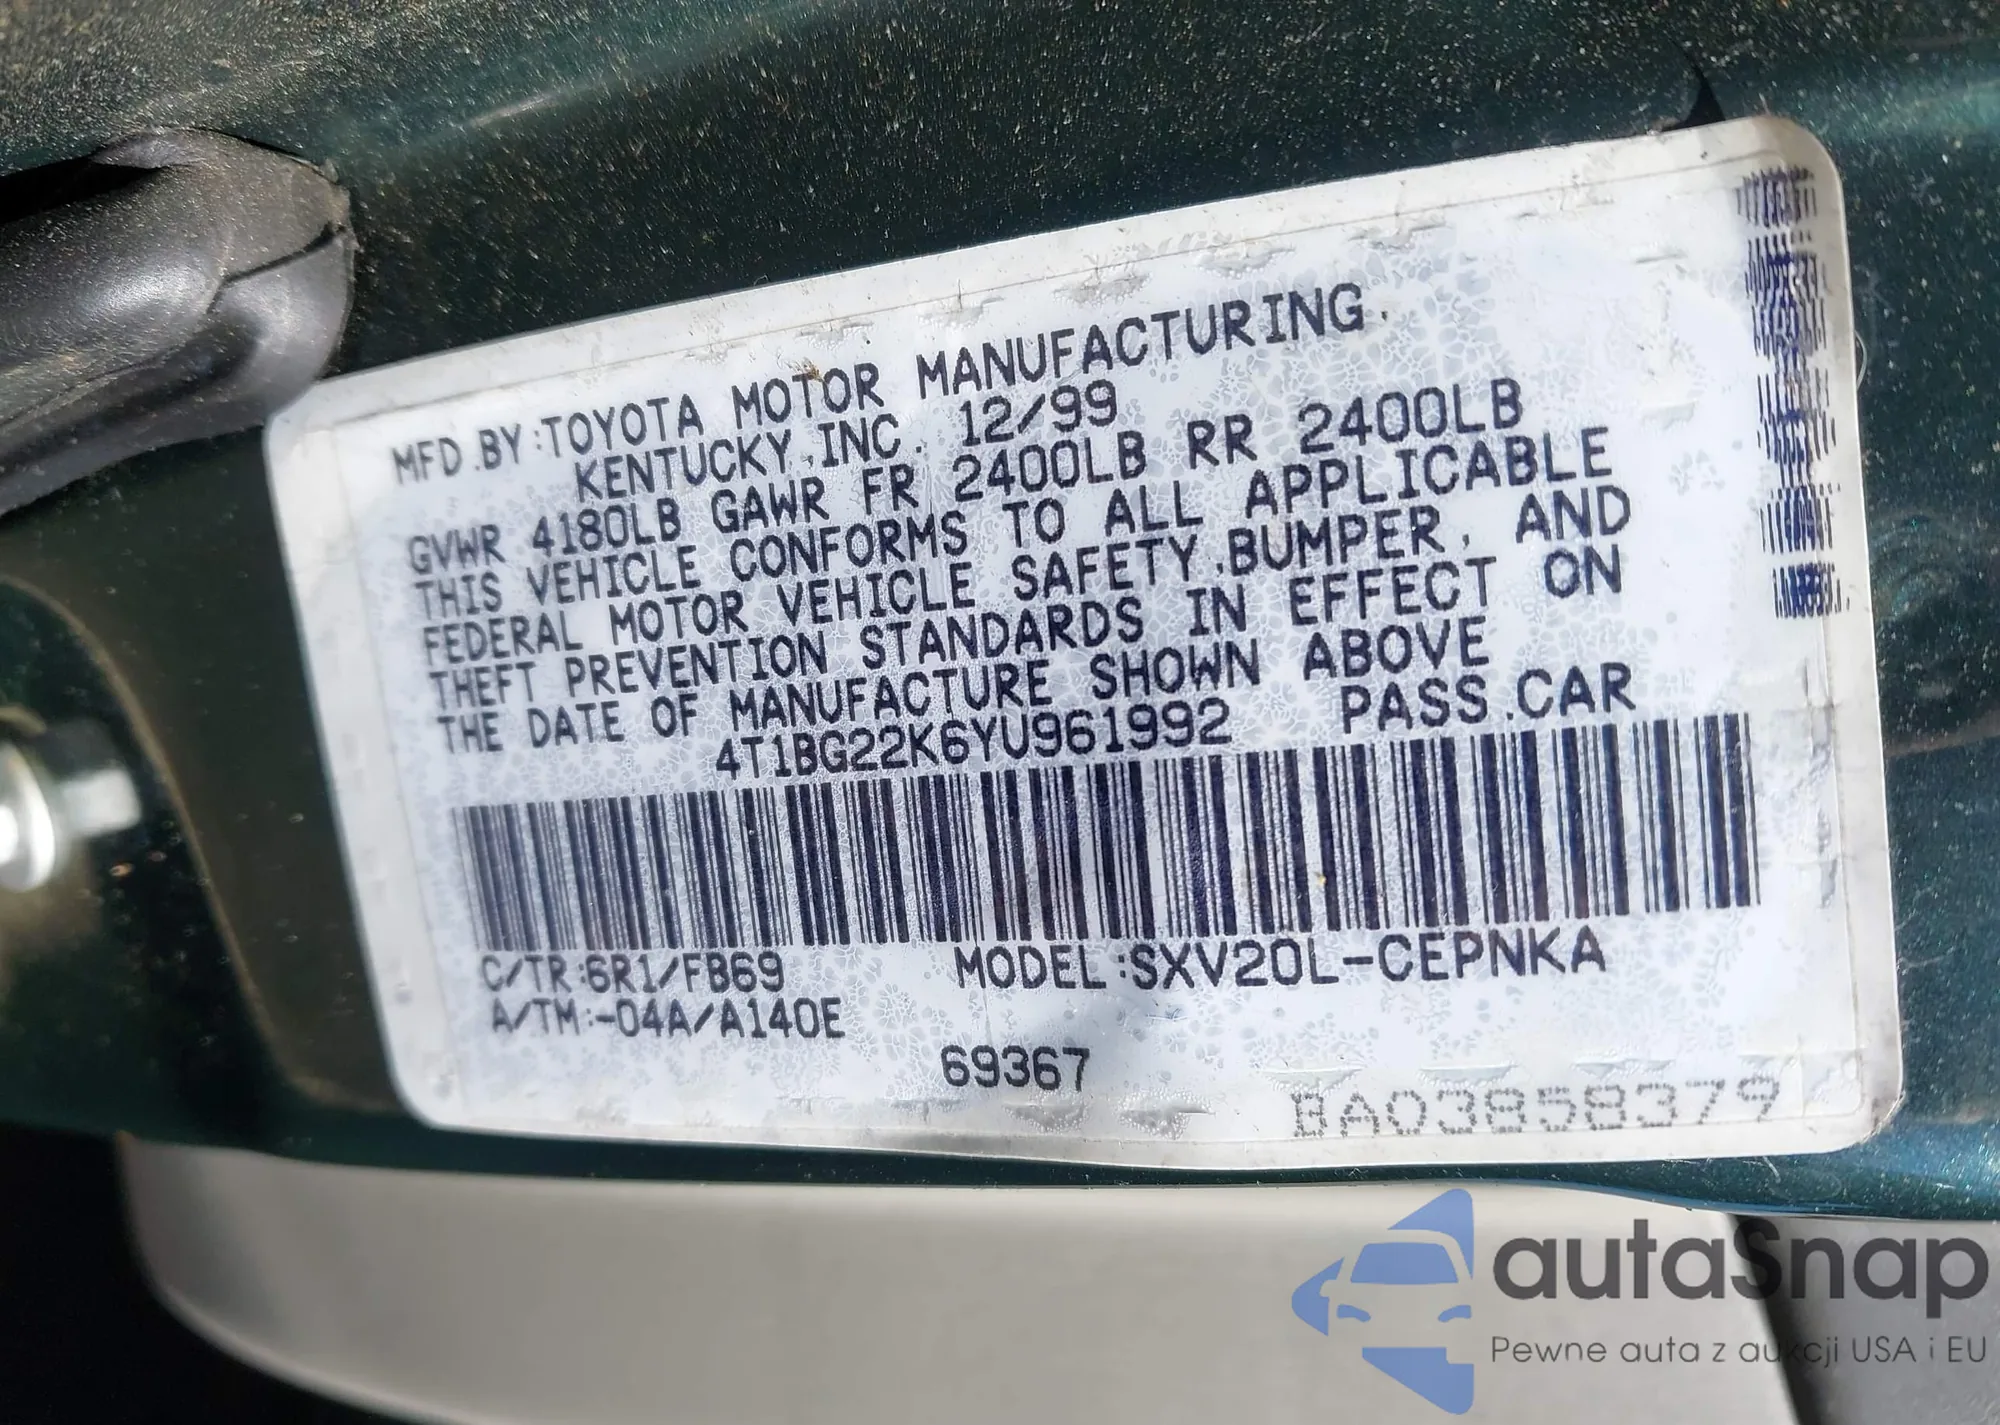 MFD.BY:TOYOTA MOTOR MANUFACTURING.
KENTUCKY,INC. 12/99
GVWR 4180LB GAWR FR 2400LB RR 2400LB
THIS VEHICLE CONFORMS TO ALL APPLICABLE
FEDERAL MOTOR VEHICLE SAFETY,BUMPER, AND
THEFT PREVENTION STANDARDS IN EFFECT ON
THE DATE OF MANUFACTURE SHOWN ABOVE
4T1BG22K6YU961992 PASS.CAR
C/TR:6R1/FB69 MODEL:SXV20L-CEPNKA
A/TM:-04A/A140E
69367
BA03858379
autaSnap
Pewne auta z aukcji USA i EU